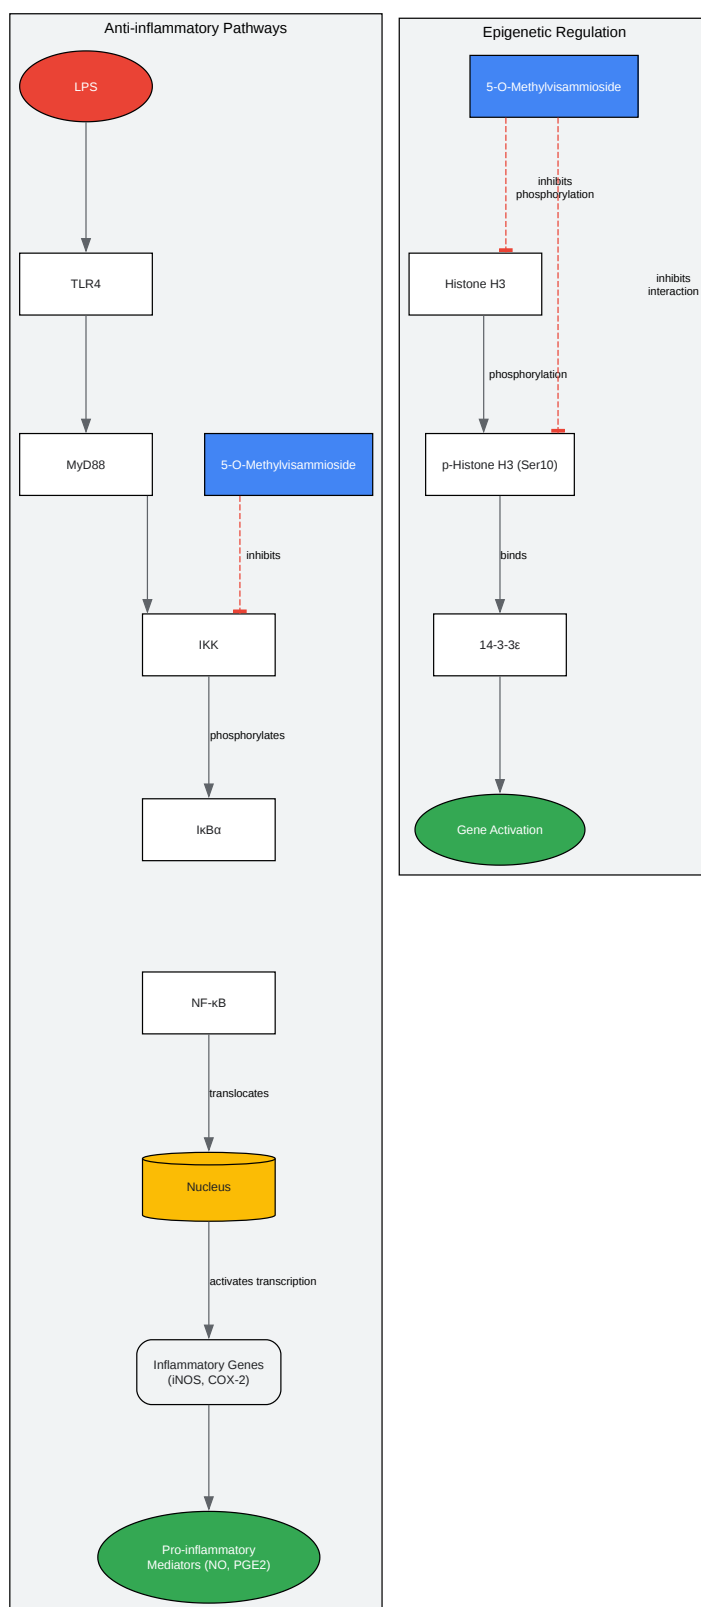 Anti-inflammatory Pathways
LPS
TLR4
MyD88
5-O-Methylvisammioside
inhibits
IKK
phosphorylates
IκBα
NF-κB
translocates
Nucleus
activates transcription
Inflammatory Genes
(iNOS, COX-2)
Pro-inflammatory
Mediators (NO, PGE2)
Epigenetic Regulation
5-O-Methylvisammioside
inhibits
phosphorylation
inhibits
interaction
Histone H3
phosphorylation
p-Histone H3 (Ser10)
binds
14-3-3ε
Gene Activation